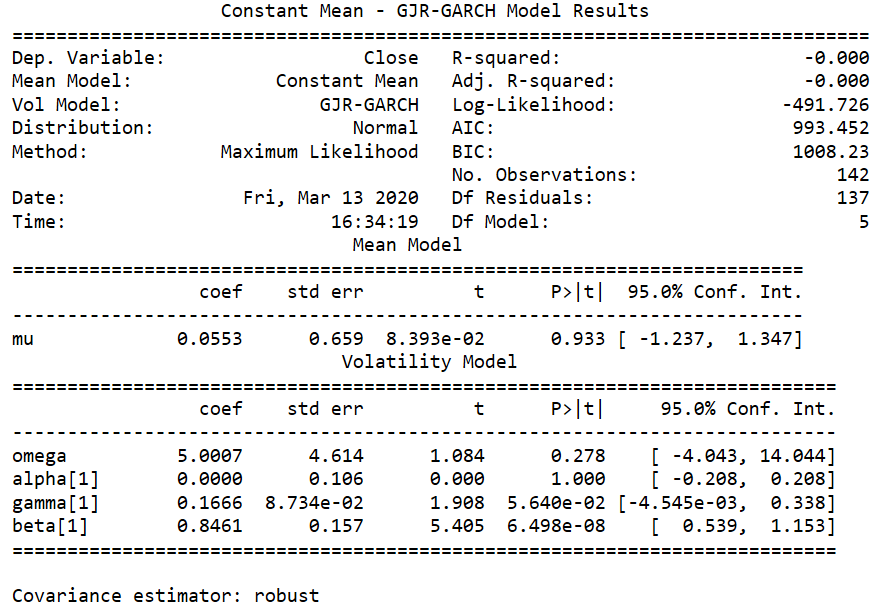 Constant Mean - GJR-GARCH Model Results
==============================================================================
Dep. Variable:                  Close   R-squared:                      -0.000
Mean Model:             Constant Mean   Adj. R-squared:                 -0.000
Vol Model:                  GJR-GARCH   Log-Likelihood:               -491.726
Distribution:                  Normal   AIC:                           993.452
Method:            Maximum Likelihood   BIC:                           1008.23
                                        No. Observations:                  142
Date:                Fri, Mar 13 2020   Df Residuals:                      137
Time:                        16:34:19   Df Model:                            5
                               Mean Model
========================================================================
                 coef    std err          t      P>|t|  95.0% Conf. Int.
------------------------------------------------------------------------
mu             0.0553      0.659  8.393e-02      0.933 [ -1.237,  1.347]
                              Volatility Model
===========================================================================
                 coef    std err          t      P>|t|     95.0% Conf. Int.
---------------------------------------------------------------------------
omega          5.0007      4.614      1.084      0.278    [ -4.043, 14.044]
alpha[1]       0.0000      0.106      0.000      1.000    [ -0.208,  0.208]
gamma[1]       0.1666  8.734e-02      1.908  5.640e-02 [-4.545e-03,  0.338]
beta[1]        0.8461      0.157      5.405  6.498e-08    [  0.539,  1.153]
===========================================================================

Covariance estimator: robust